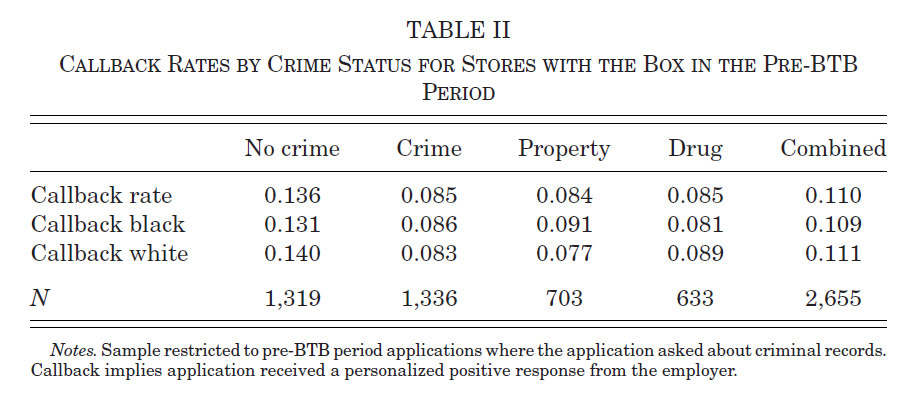 TABLE II
CALLBACK RATES BY CRIME STATUS FOR STORES WITH THE BOX IN THE PRE-BTB
PERIOD
No crime Crime Property Drug Combined
Callback rate 0.136 0.085 0.084 0.085 0.110
Callback black 0.131 0.086 0.091 0.081 0.109
Callback white 0.140 0.083 0.077 0.089 0.111
N 1,319 1,336 703 633 2,655
Notes. Sample restricted to pre-BTB period applications where the application asked about criminal records.
Callback implies application received a personalized positive response from the employer.